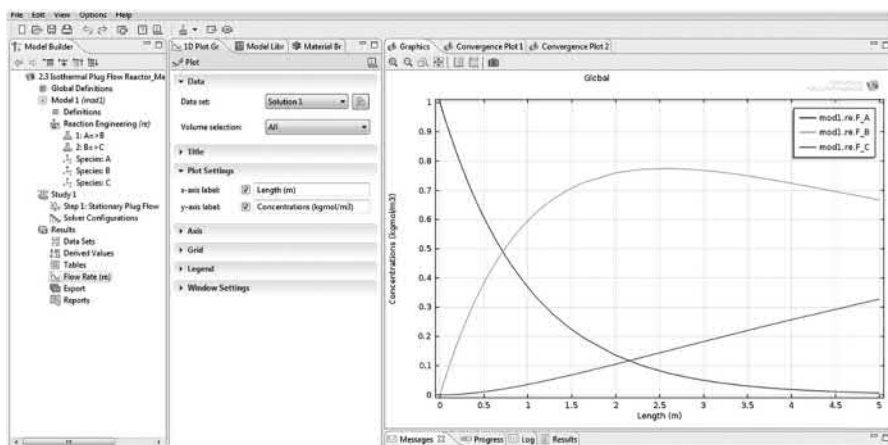 File Edit View Options Help
Model Builder
2.3 Isothermal Plug Flow Reactor_Me
Global Definitions
Model 1 (mod1)
Definitions
Reaction Engineering (re)
1: A=>B
2: B=>C
Species: A
Species: B
Species: C
Study 1
Step 1: Stationary Plug Flow
Solver Configurations
Results
Data Sets
Derived Values
Tables
Flow Rate (re)
Export
Reports
1D Plot Gr Model Libr Material Br
Plot
Data
Data set: Solution 1
Volume selection: All
Title
Plot Settings
x-axis label: Length (m)
y-axis label: Concentrations (kgmol/m3)
Axis
Grid
Legend
Window Settings
Graphics Convergence Plot 1 Convergence Plot 2
Global
mod1.re.F_A
mod1.re.F_B
mod1.re.F_C
Concentrations (kgmol/m3)
1
0.9
0.8
0.7
0.6
0.5
0.4
0.3
0.2
0.1
0
0 0.5 1 1.5 2 2.5 3 3.5 4 4.5 5
Length (m)
Messages Progress Log Results